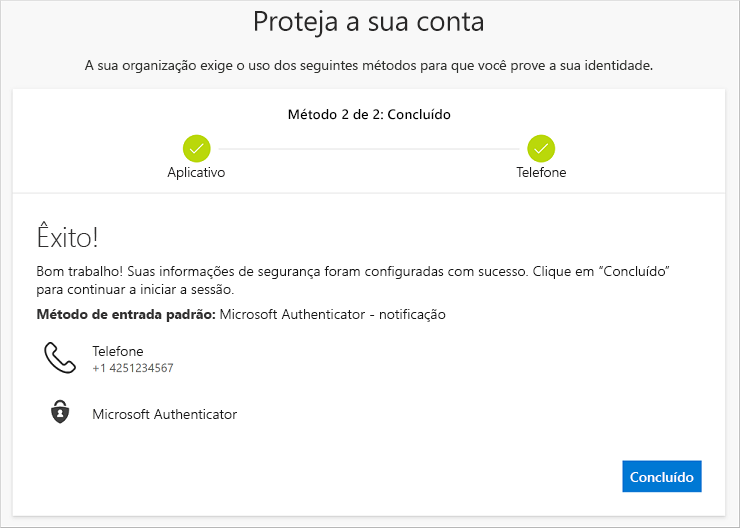 Proteja a sua conta
A sua organização exige o uso dos seguintes métodos para que você prove a sua identidade.
Método 2 de 2: Concluído
Aplicativo
Telefone
Êxito!
Bom trabalho! Suas informações de segurança foram configuradas com sucesso. Clique em “Concluído”
para continuar a iniciar a sessão.
Método de entrada padrão: Microsoft Authenticator - notificação
Telefone
+1 4251234567
Microsoft Authenticator
Concluído